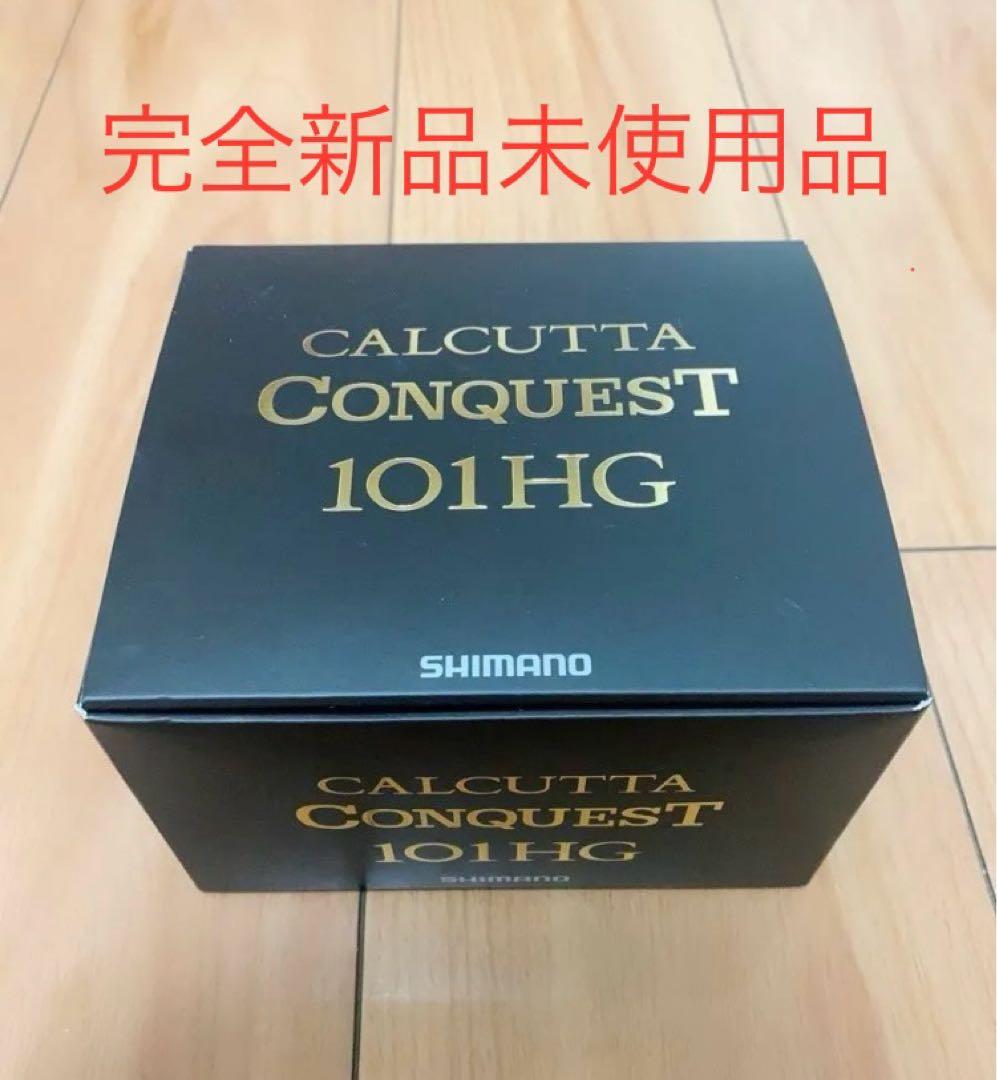 完全新品未使用品
CALCUTTA
CONQUEST
101HG
SHIMANO
CALCUTTA
CONQUEST
101HG
SHIMANO